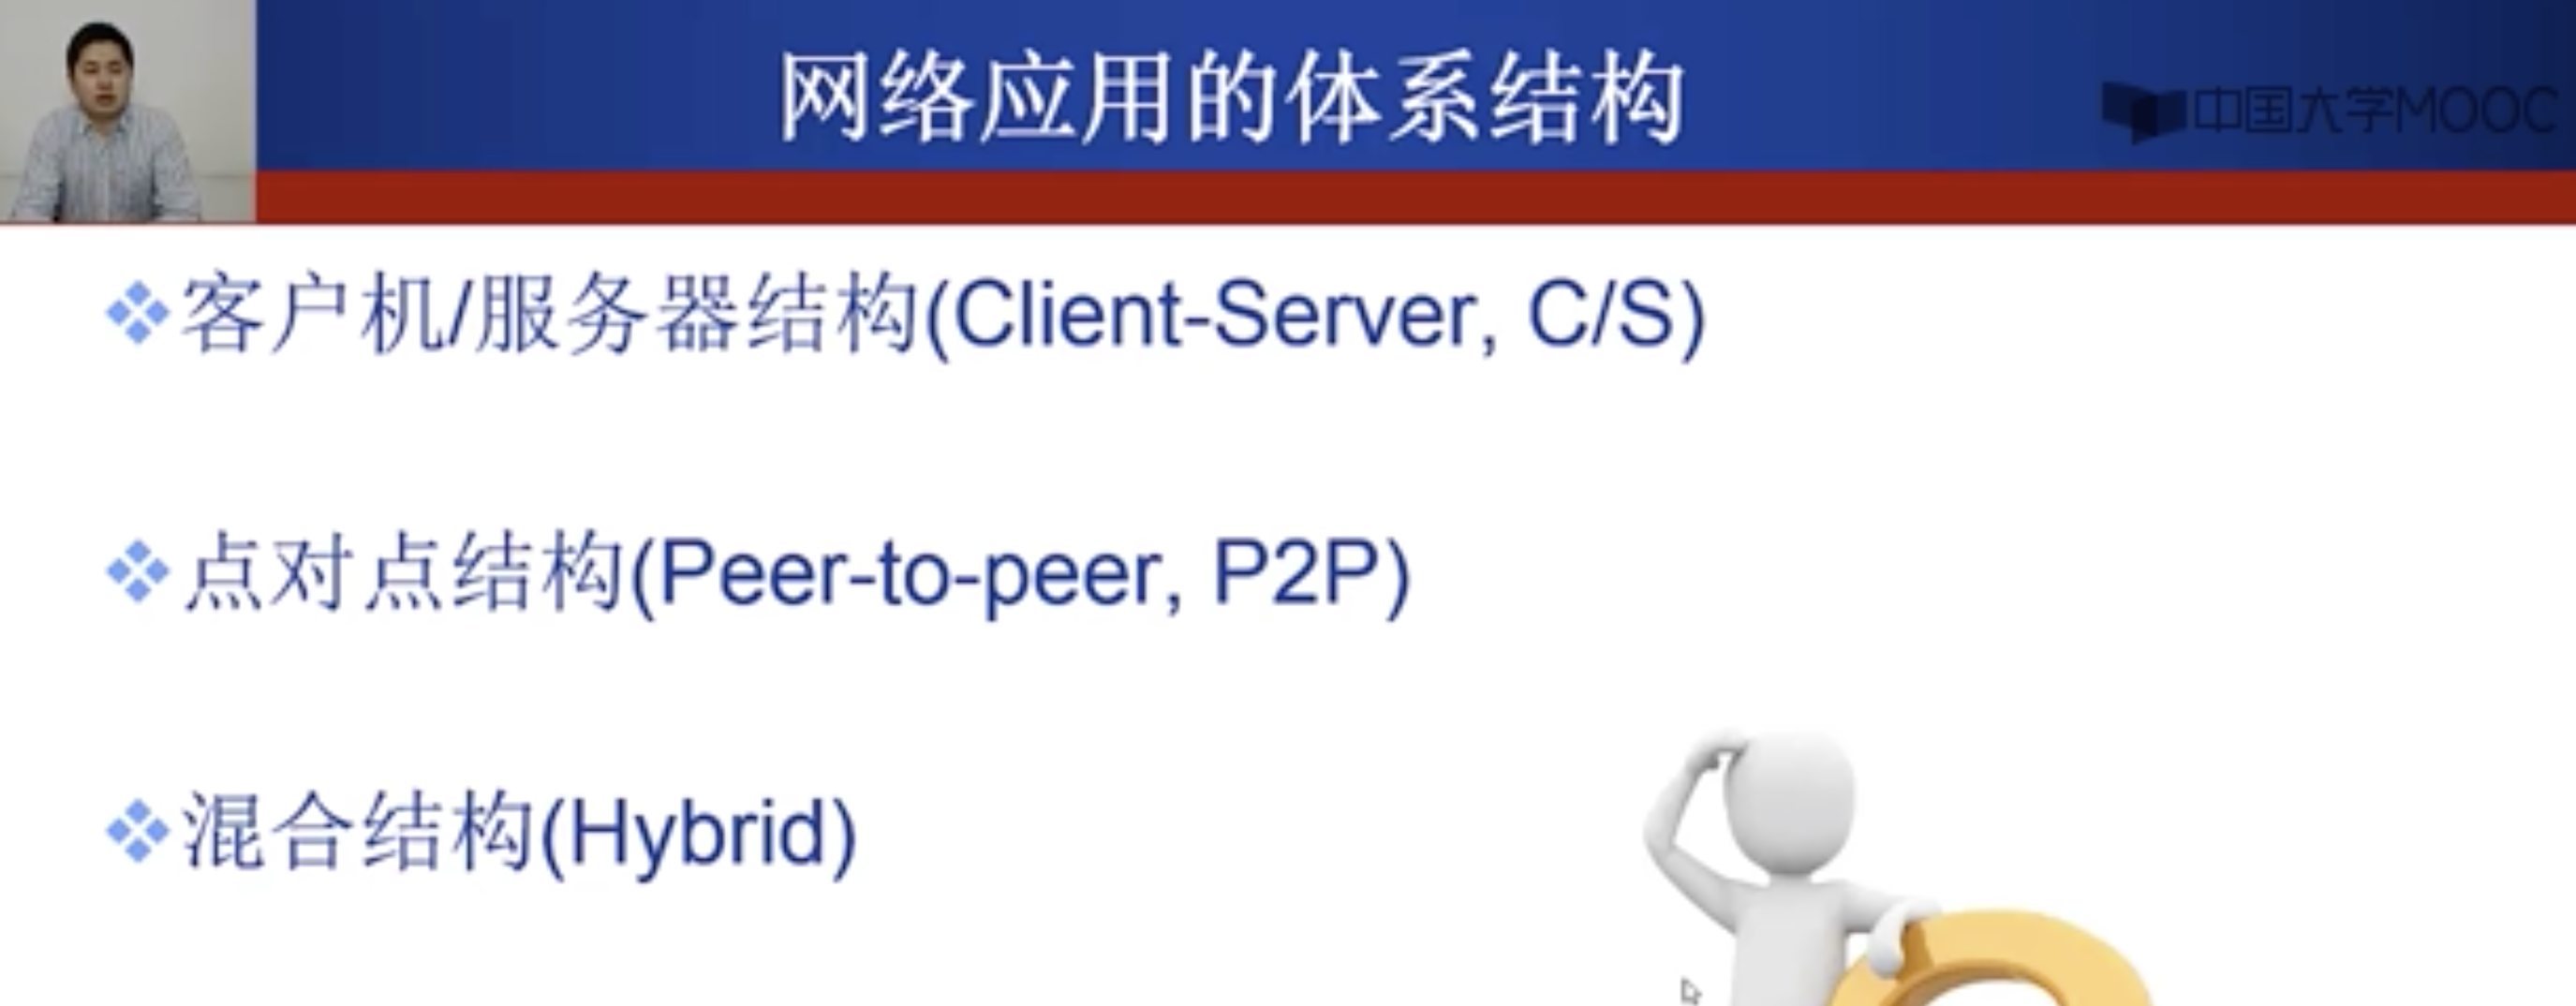 网络应用的体系结构
中国大学MOOC
客户机/服务器结构(Client-Server, C/S)
点对点结构(Peer-to-peer, P2P)
混合结构(Hybrid)